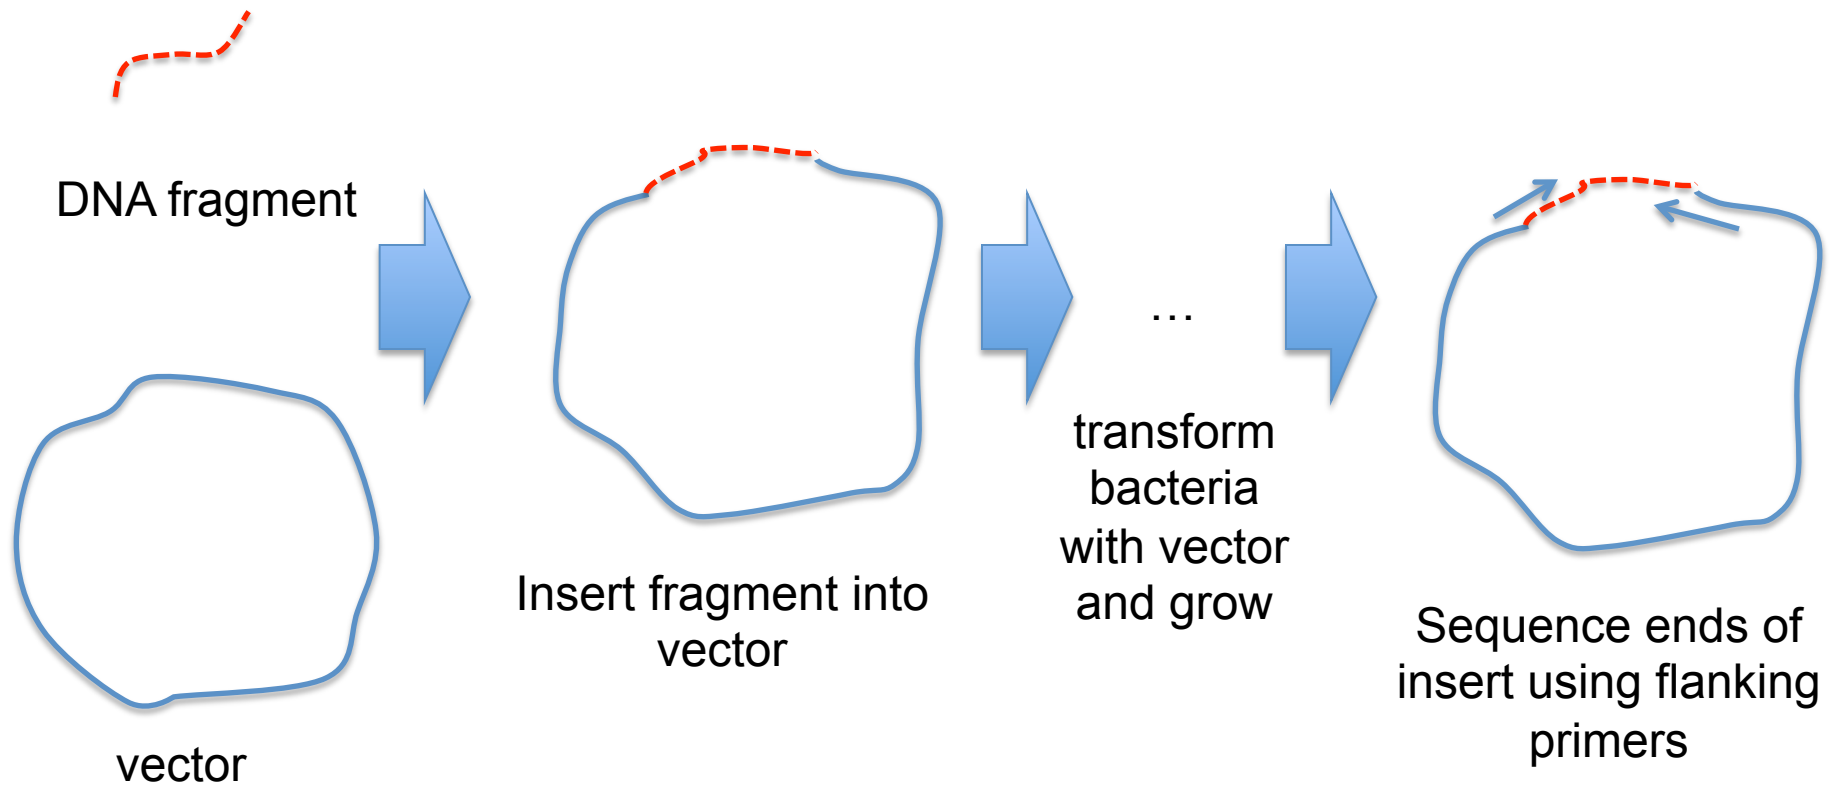 DNA fragment
vector
Insert fragment into
vector
…
transform
bacteria
with vector
and grow
Sequence ends of
insert using flanking
primers